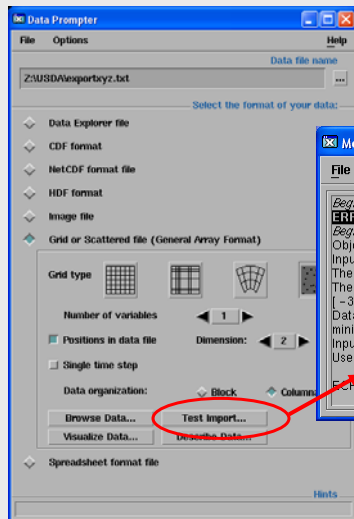 Data Prompter
File Options Help
Data file name
Z:\USDA\exportxyz.txt ...
Select the format of your data:
Data Explorer file
CDF format
NetCDF format file
HDF format
Image file
Grid or Scattered file (General Array Format)
Grid type
Number of variables 1
Positions in data file Dimension: 2
Single time step
Data organization: Block Column
Browse Data... Test Import...
Visualize Data... Describe Data...
Spreadsheet format file
Hints
Me
File
Beg
ERR
Beg
Obj
Inpu
The
The
[ -3
Data
mini
Inpu
Use